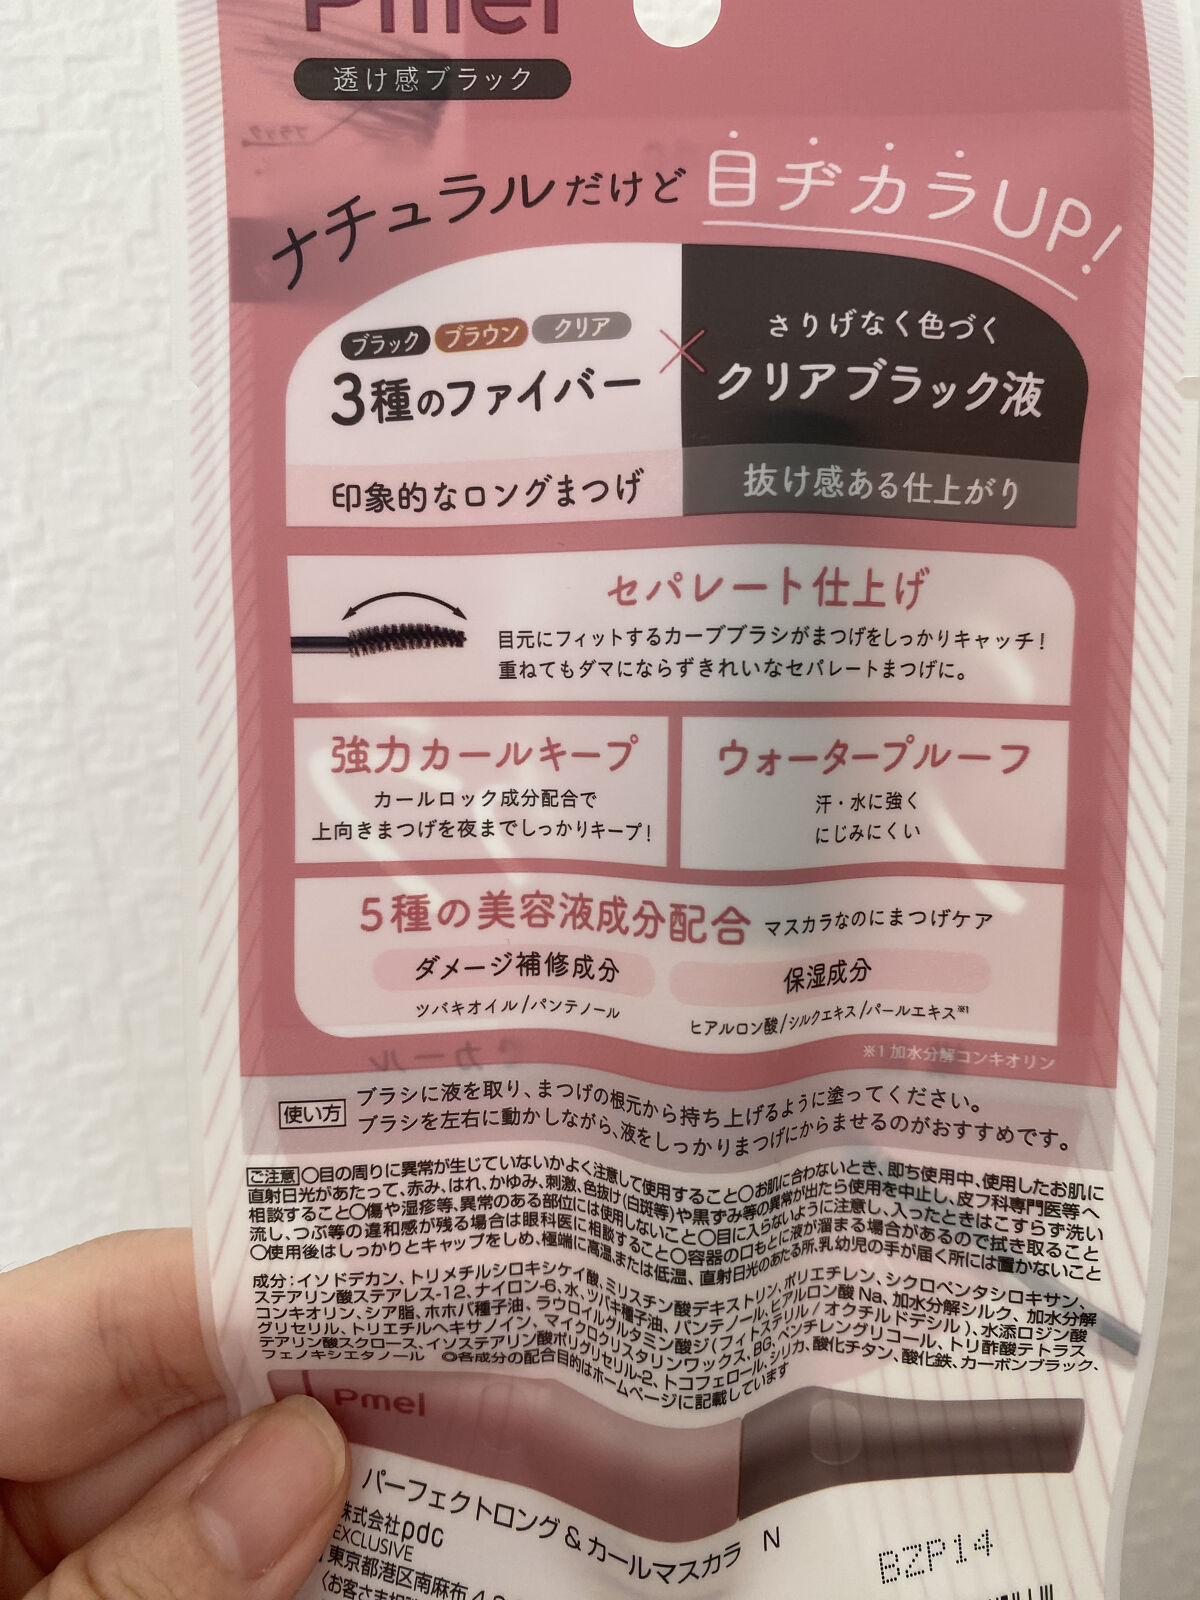 Pmel
透け感ブラック
ブラック
ナチュラルだけど 目ヂカラUP!
ブラック ブラウン クリア
3種のファイバー
印象的なロングまつげ
×
さりげなく色づく
クリアブラック液
抜け感ある仕上がり
セパレート仕上げ
目元にフィットするカーブブラシがまつげをしっかりキャッチ!
重ねてもダマにならずきれいなセパレートまつげに。
強力カールキープ
カールロック成分配合で
上向きまつげを夜までしっかりキープ!
ウォータープルーフ
汗・水に強く
にじみにくい
5種の美容液成分配合 マスカラなのにまつげケア
ダメージ補修成分
ツバキオイル/パンテノール
保湿成分
ヒアルロン酸/シルクエキス/パールエキス※1
※1 加水分解コンキオリン
カール
使い方
ブラシに液を取り、まつげの根元から持ち上げるように塗ってください。
ブラシを左右に動かしながら、液をしっかりまつげにからませるのがおすすめです。
ご注意 〇目の周りに異常が生じていないかよく注意して使用すること〇お肌に合わないとき、即ち使用中、使用したお肌に
直射日光があたって、赤み、はれ、かゆみ、刺激、色抜け(白斑等)や黒ずみ等の異常が出たら使用を中止し、皮フ科専門医等へ
相談すること〇傷や湿疹等、異常のある部位には使用しないこと〇目に入らないように注意し、入ったときはこすらず洗い
流し、つぶ等の違和感が残る場合は眼科医に相談すること〇容器の口もとに液が溜まる場合があるので拭き取ること
〇使用後はしっかりとキャップをしめ、極端に高温または低温、直射日光のあたる所、乳幼児の手が届く所には置かないこと
成分:イソドデカン、トリメチルシロキシケイ酸、ミリスチン酸デキストリン、ポリエチレン、シクロペンタシロキサン、
ステアリン酸ステアレス-12、ナイロン-6、水、ツバキ種子油、パンテノール、ヒアルロン酸Na、加水分解シルク、加水分解
コンキオリン、シア脂、ホホバ種子油、ラウロイルグルタミン酸ジ(フィトステリル/オクチルドデシル)、水添ロジン酸
グリセリル、トリエチルヘキサノイン、マイクロクリスタリンワックス、BG、ペンチレングリコール、トリ酢酸テトラス
テアリン酸スクロース、イソステアリン酸ポリグリセリル-2、トコフェロール、シリカ、酸化チタン、酸化鉄、カーボンブラック、
フェノキシエタノール ◎各成分の配合目的はホームページに記載しています
Pmel
パーフェクトロング&カールマスカラ N
株式会社pdc
EXCLUSIVE
東京都港区南麻布
BZP14